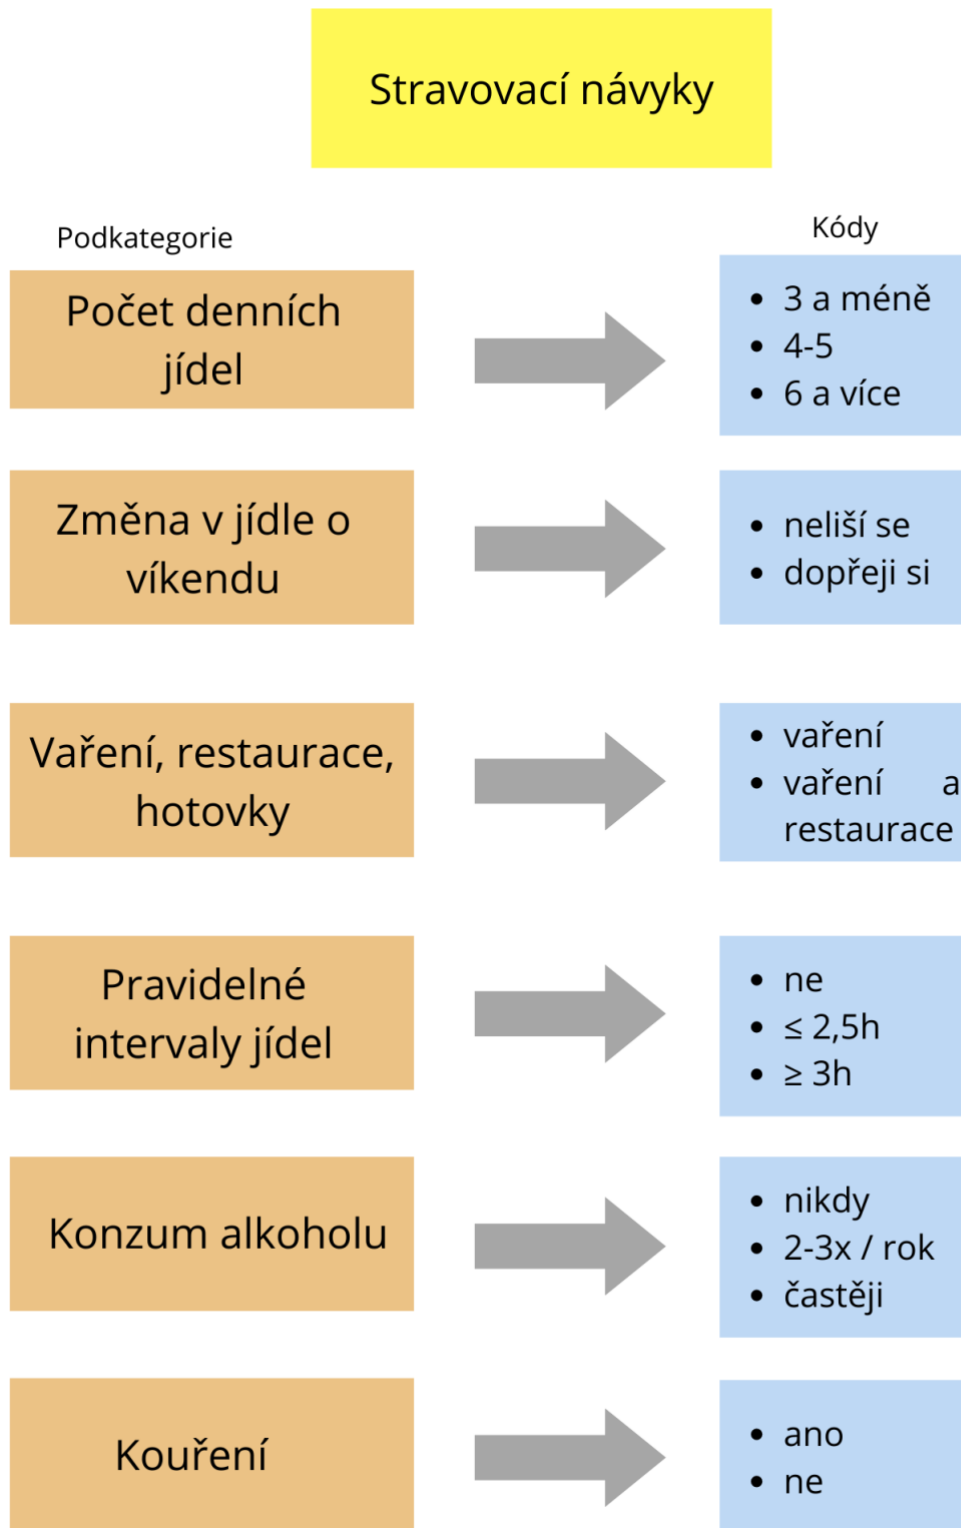 Stravovací návyky
Podkategorie
Kódy
Počet denních
jídel
• 3 a méně
• 4-5
• 6 a více
Změna v jídle o
víkendu
• neliší se
• dopřeji si
Vaření, restaurace,
hotovky
• vaření
• vaření a
restaurace
Pravidelné
intervaly jídel
• ne
• ≤ 2,5h
• ≥ 3h
Konzum alkoholu
• nikdy
• 2-3x / rok
• častěji
Kouření
• ano
• ne